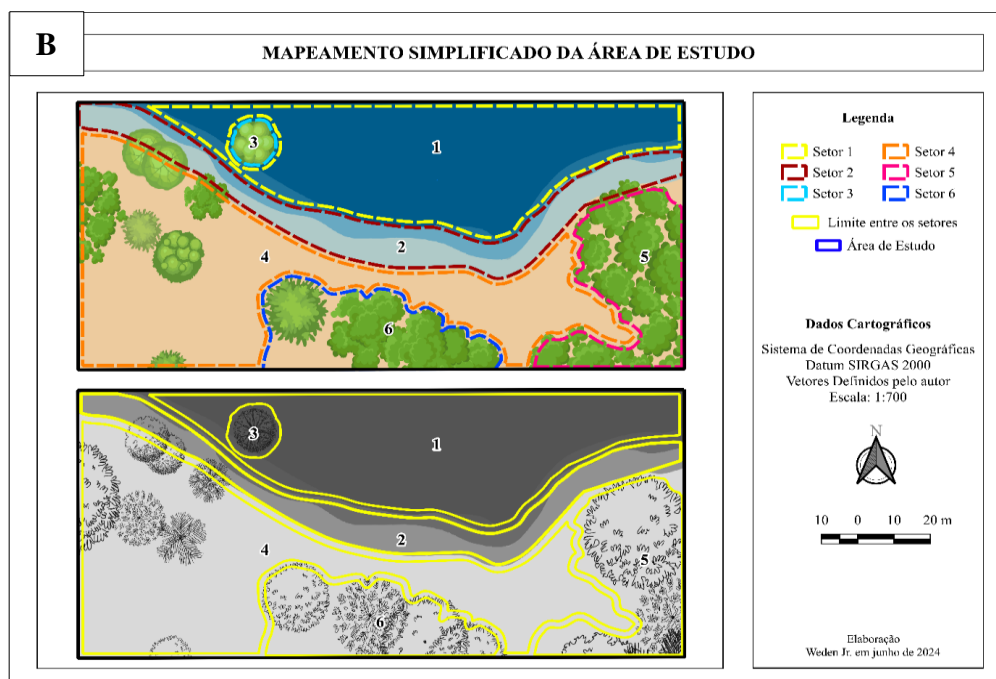 B
MAPEAMENTO SIMPLIFICADO DA ÁREA DE ESTUDO
3
1
2
4
5
6
3
1
2
4
5
6
Legenda
Setor 1
Setor 4
Setor 2
Setor 5
Setor 3
Setor 6
Limite entre os setores
Área de Estudo
Dados Cartográficos
Sistema de Coordenadas Geográficas
Datum SIRGAS 2000
Vetores Definidos pelo autor
Escala: 1:700
N
10 0 10 20 m
Elaboração
Weden Jr. em junho de 2024